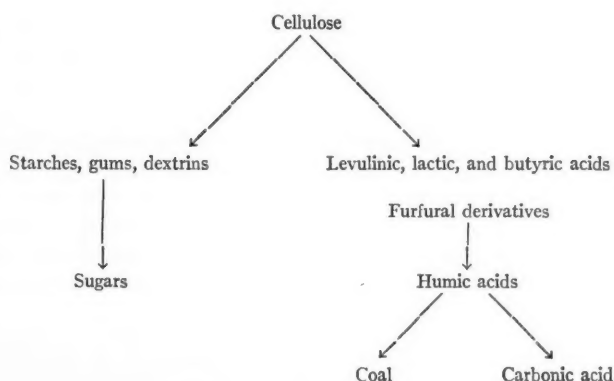 Cellulose
Starches, gums, dextrins
Levulinic, lactic, and butyric acids
Furfural derivatives
Sugars
Humic acids
Coal
Carbonic acid